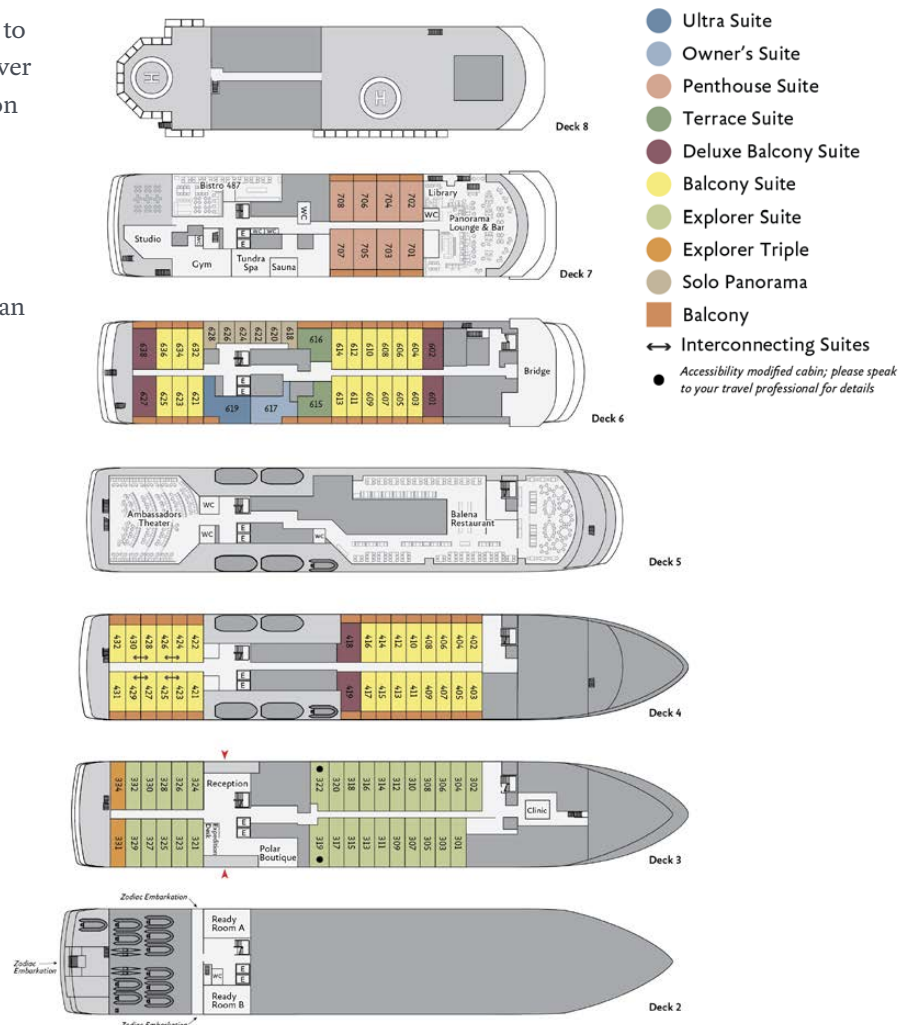 to
ver
on
an
Ultra Suite
Owner's Suite
Penthouse Suite
Terrace Suite
Deluxe Balcony Suite
Balcony Suite
Explorer Suite
Explorer Triple
Solo Panorama
Balcony
Interconnecting Suites
Accessibility modified cabin; please speak
to your travel professional for details
H
H
Deck 8
Bistro 487
WC
708 706 704 702
Library
WC
Panorama
Lounge & Bar
Studio
WC WC
E
E
Gym
Tundra
Spa
Sauna
707 705 703 701
Deck 7
638 636 634 632 628 626 624 622 620 618 616 614 612 610 608 606 604 602
Bridge
E
E
627 625 623 621 619 617 615 613 611 609 607 605 603 601
Deck 6
Ambassadors
Theater
WC
WC
E
E
WC
Balena
Restaurant
Deck 5
432 430 428 426 424 422 418 416 414 412 410 408 406 404 402
E
E
431 429 427 425 423 421 419 417 415 413 411 409 407 405 403
Deck 4
334 332 330 328 326 324
Reception
322 320 318 316 314 312 310 308 306 304 302
Clinic
E
E
331 329 327 325 323 321
Expedition
Desk
Polar
Boutique
319 317 315 313 311 309 307 305 303 301
Deck 3
Zodiac Embarkation
Ready
Room A
Zodiac
Embarkation
WC
E
E
Ready
Room B
Deck 2
Zodiac Embarkation